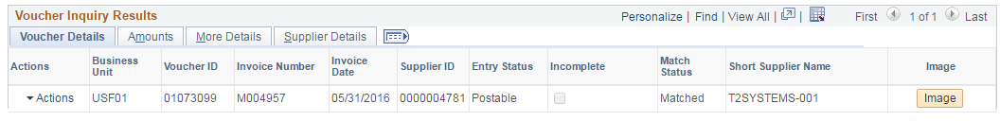 Voucher Inquiry Results Personalize | Find | View All | | First 1 of 1 Last
Voucher Details Amounts More Details Supplier Details
Actions Business Unit Voucher ID Invoice Number Invoice Date Supplier ID Entry Status Incomplete Match Status Short Supplier Name Image
Actions USF01 01073099 M004957 05/31/2016 0000004781 Postable Matched T2SYSTEMS-001 Image